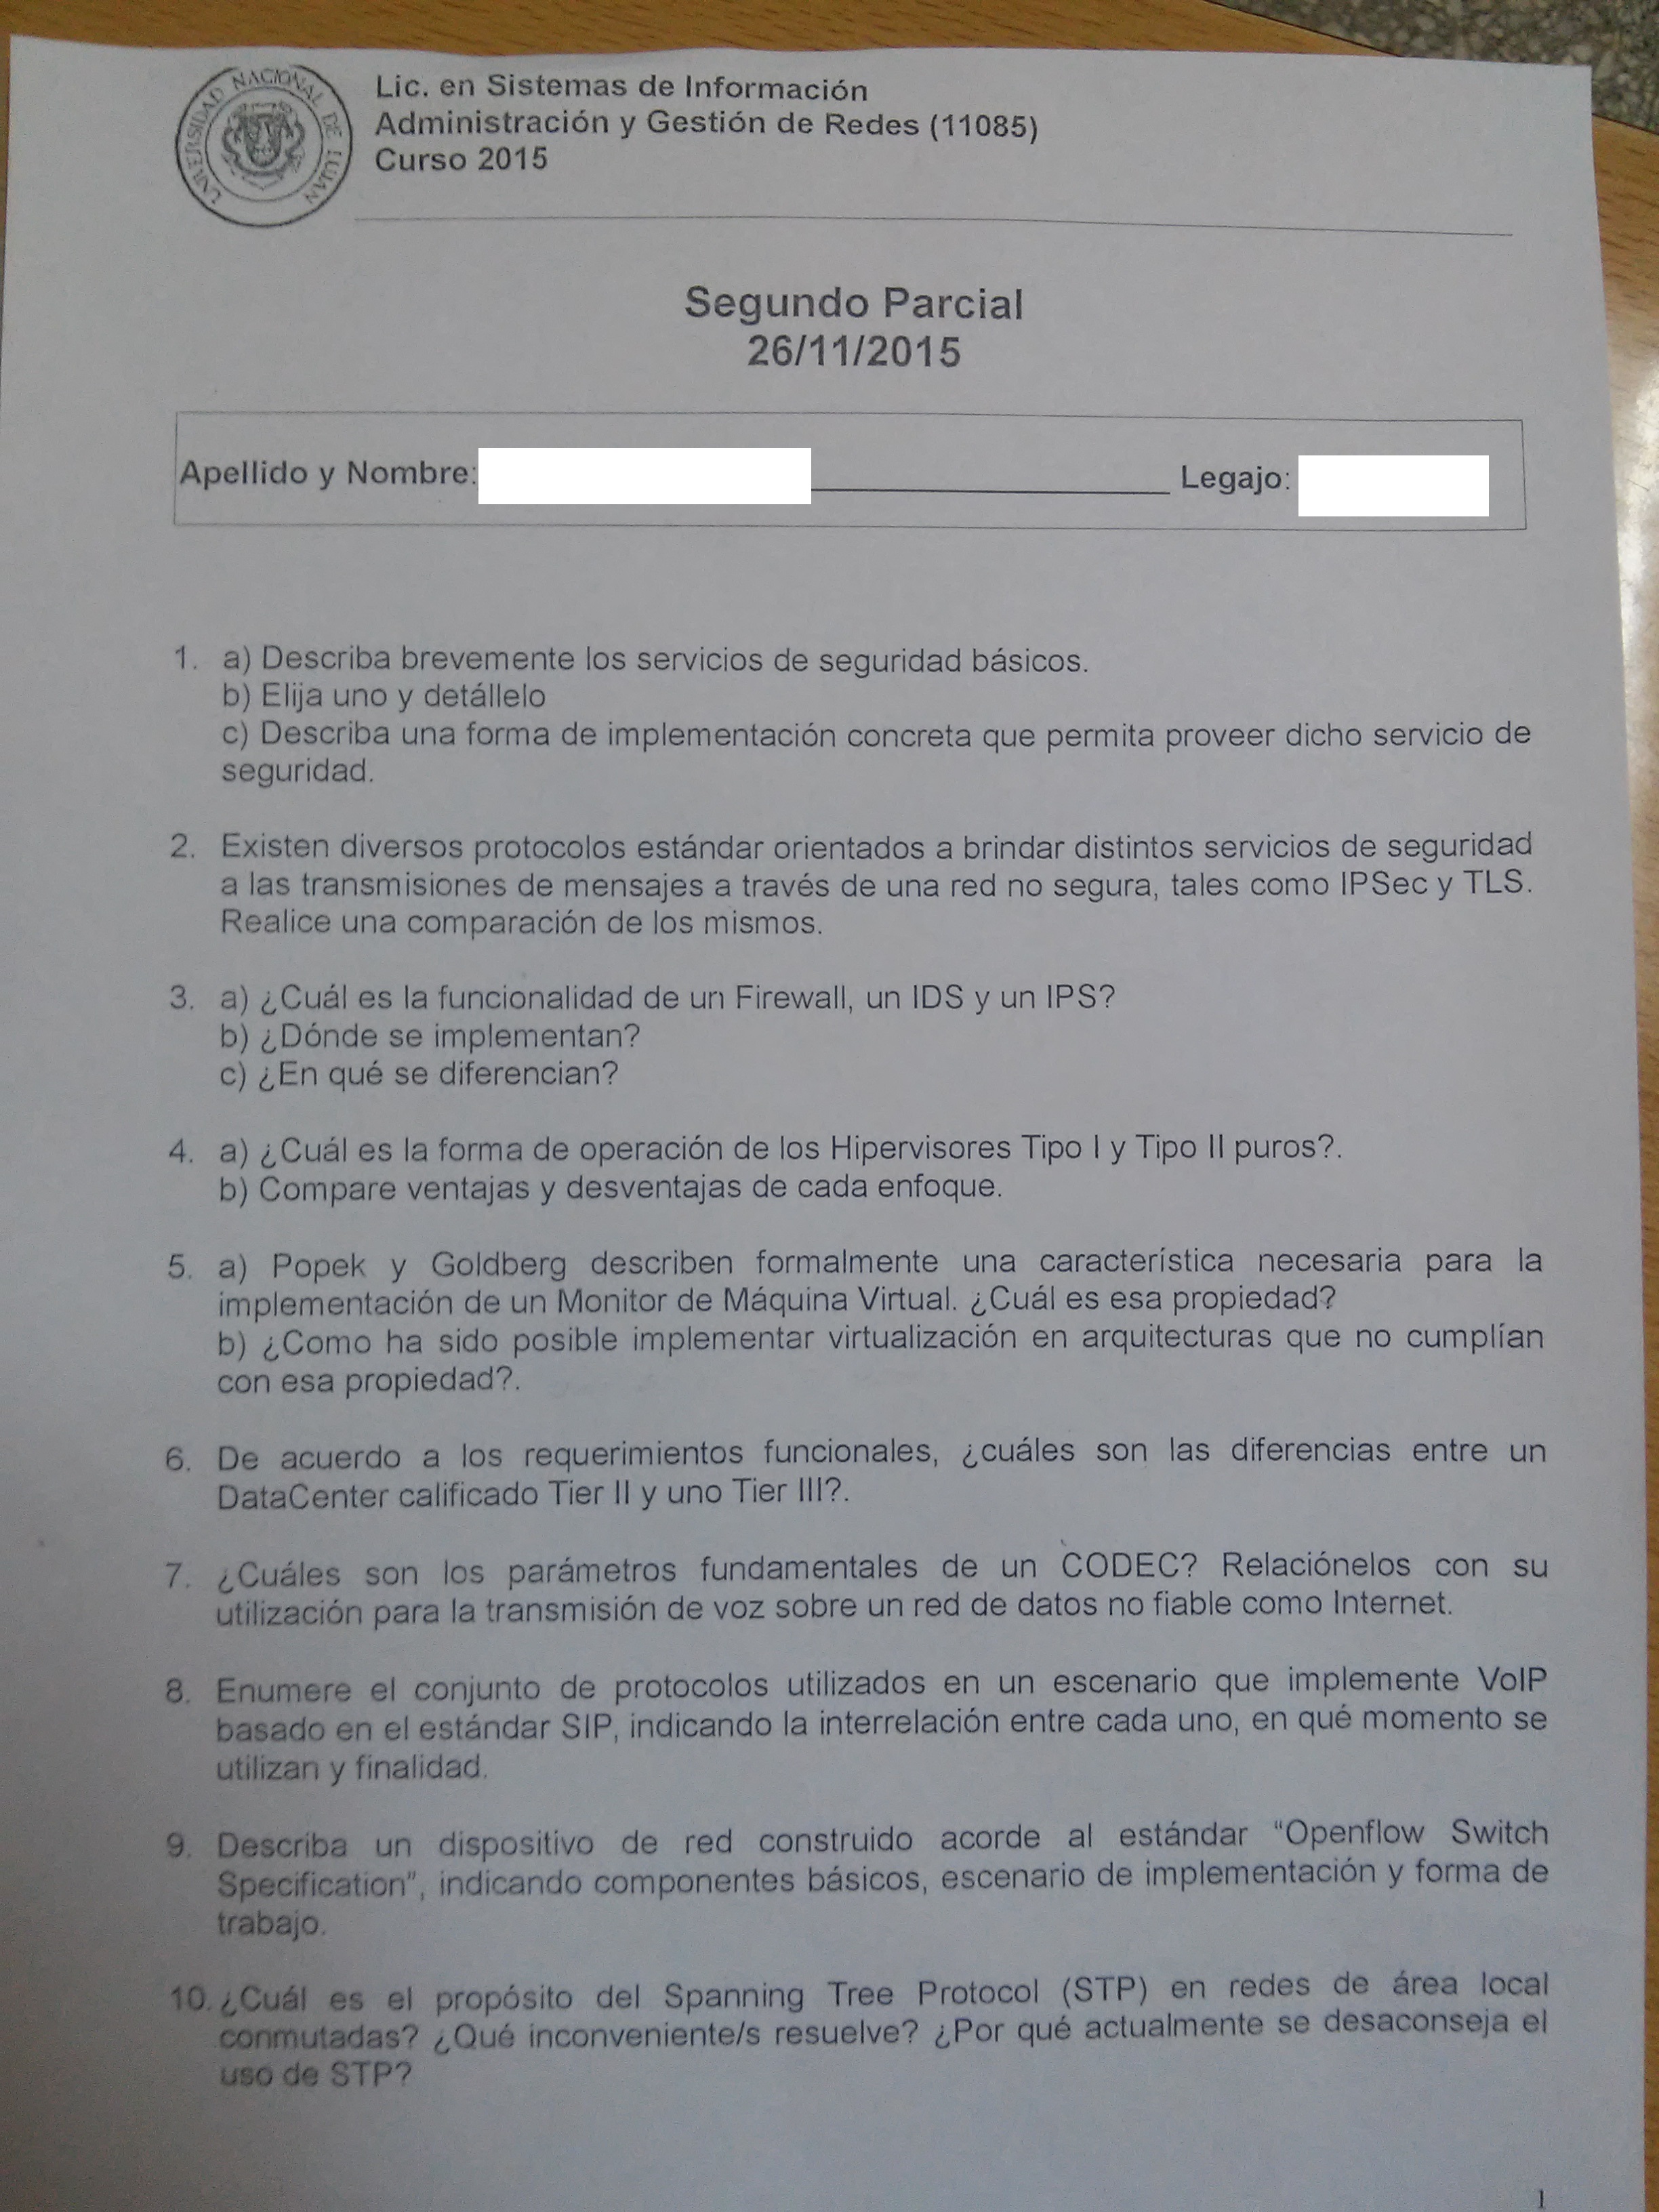 UNIVERSIDAD NACIONAL DE LUJAN
Lic. en Sistemas de Información
Administración y Gestión de Redes (11085)
Curso 2015
Segundo Parcial
26/11/2015
Apellido y Nombre: Legajo:
1. a) Describa brevemente los servicios de seguridad básicos.
b) Elija uno y detállelo
c) Describa una forma de implementación concreta que permita proveer dicho servicio de
seguridad.
2. Existen diversos protocolos estándar orientados a brindar distintos servicios de seguridad
a las transmisiones de mensajes a través de una red no segura, tales como IPSec y TLS.
Realice una comparación de los mismos.
3. a) ¿Cuál es la funcionalidad de un Firewall, un IDS y un IPS?
b) ¿Dónde se implementan?
c) ¿En qué se diferencian?
4. a) ¿Cuál es la forma de operación de los Hipervisores Tipo I y Tipo II puros?.
b) Compare ventajas y desventajas de cada enfoque.
5. a) Popek y Goldberg describen formalmente una característica necesaria para la
implementación de un Monitor de Máquina Virtual. ¿Cuál es esa propiedad?
b) ¿Como ha sido posible implementar virtualización en arquitecturas que no cumplían
con esa propiedad?.
6. De acuerdo a los requerimientos funcionales, ¿cuáles son las diferencias entre un
DataCenter calificado Tier II y uno Tier III?.
7. ¿Cuáles son los parámetros fundamentales de un CODEC? Relaciónelos con su
utilización para la transmisión de voz sobre un red de datos no fiable como Internet.
8. Enumere el conjunto de protocolos utilizados en un escenario que implemente VoIP
basado en el estándar SIP, indicando la interrelación entre cada uno, en qué momento se
utilizan y finalidad.
9. Describa un dispositivo de red construido acorde al estándar “Openflow Switch
Specification”, indicando componentes básicos, escenario de implementación y forma de
trabajo.
10. ¿Cuál es el propósito del Spanning Tree Protocol (STP) en redes de área local
conmutadas? ¿Qué inconveniente/s resuelve? ¿Por qué actualmente se desaconseja el
uso de STP?
1